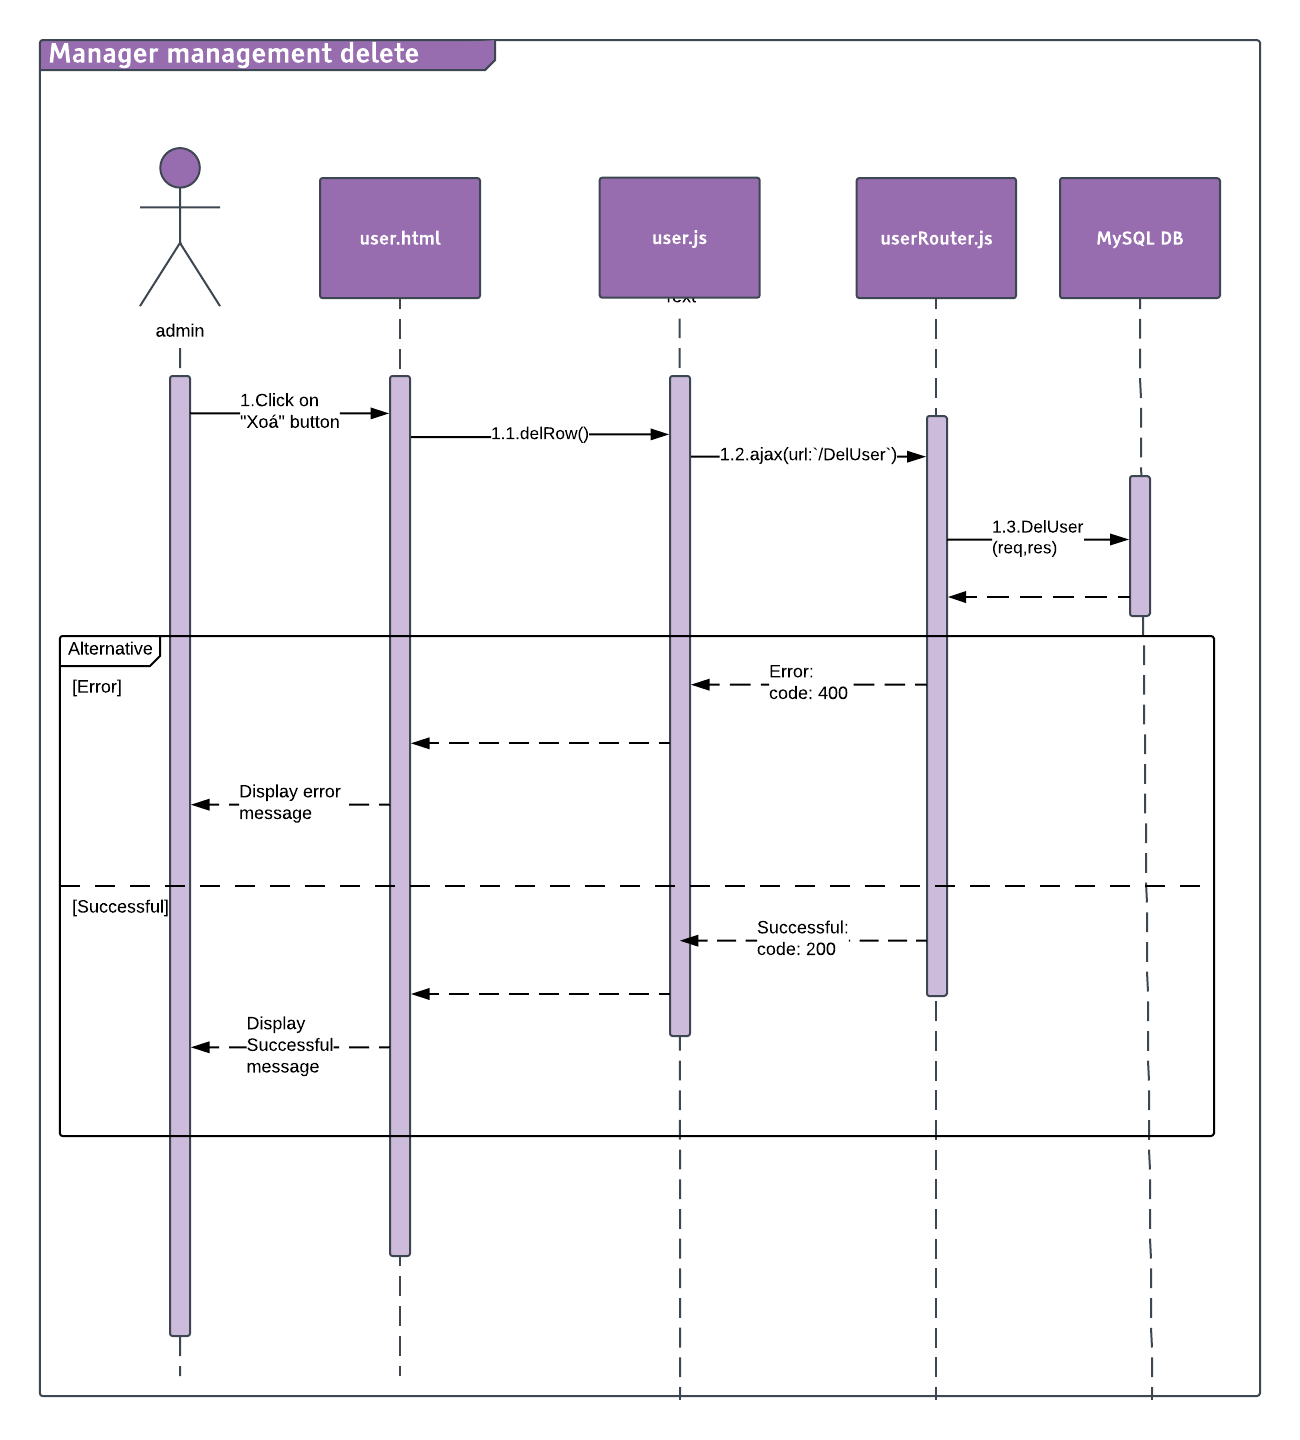 Manager management delete
user.html
user.js
userRouter.js
MySQL DB
admin
1.Click on
"Xoá" button
1.1.delRow()
1.2.ajax(url:`/DelUser`)
1.3.DelUser
(req,res)
Alternative
[Error]
Error:
code: 400
Display error
message
[Successful]
Successful:
code: 200
Display
Successful
message